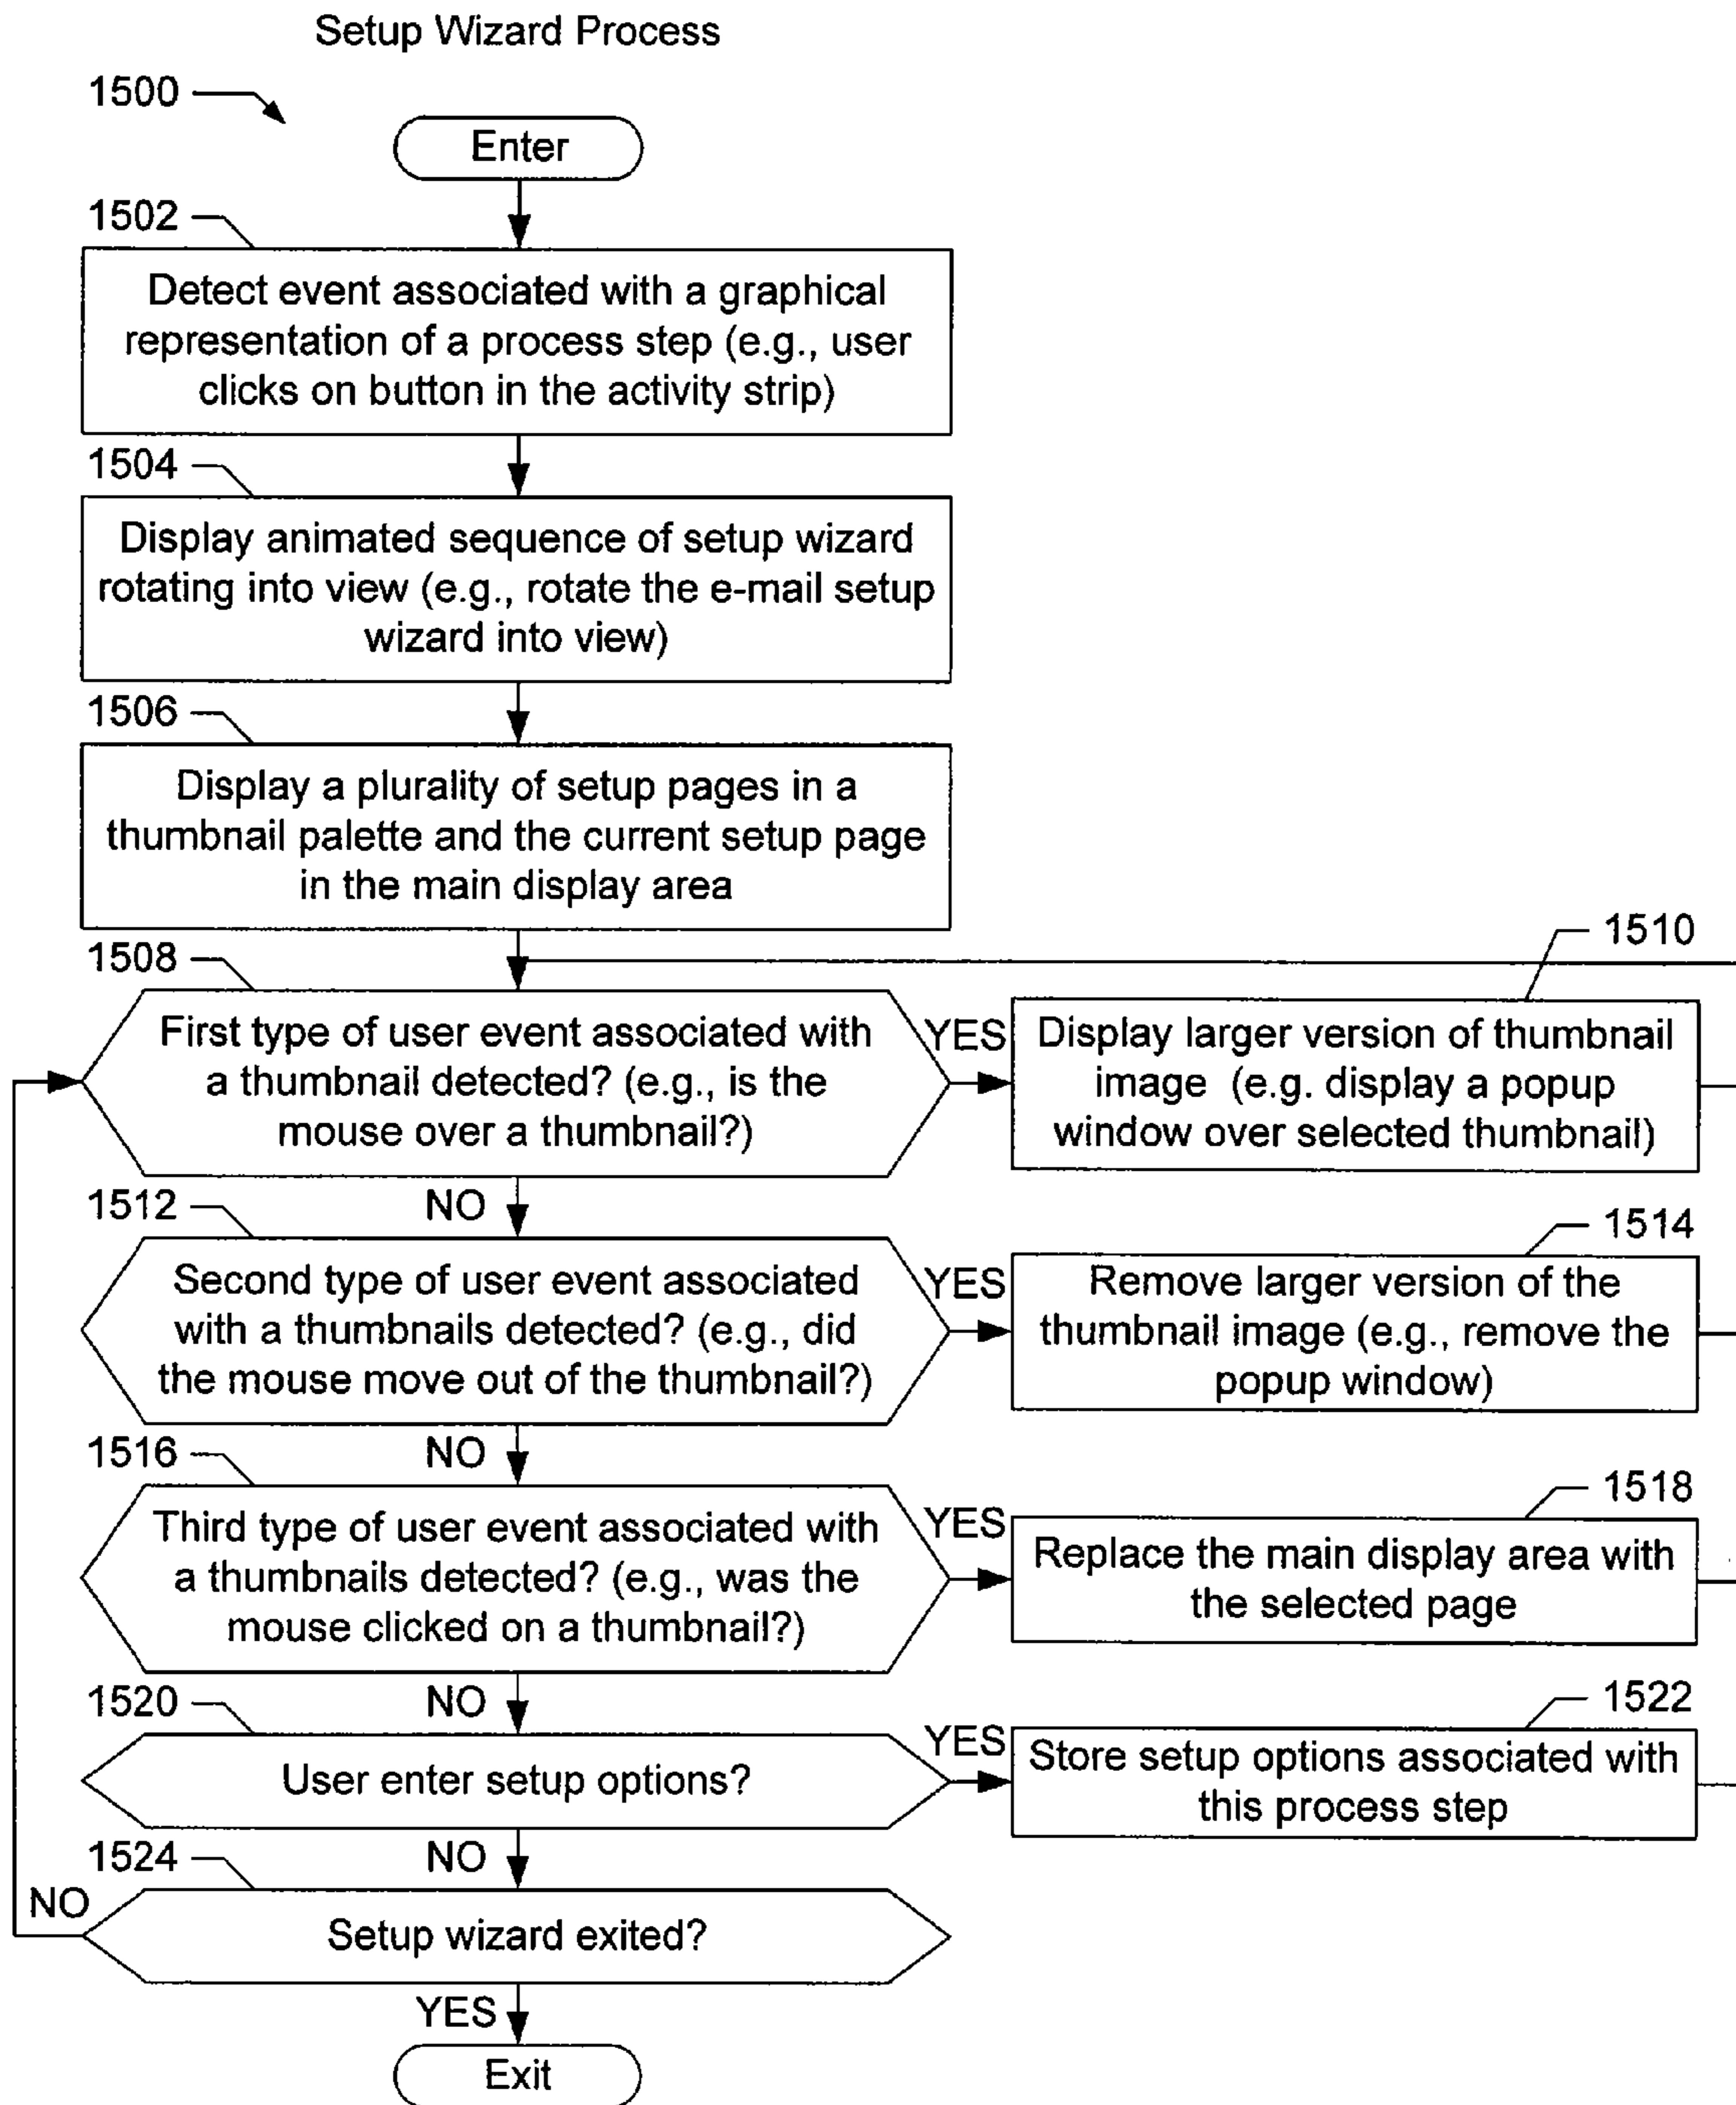 Setup Wizard Process
1500
Enter
1502
Detect event associated with a graphical
representation of a process step (e.g., user
clicks on button in the activity strip)
1504
Display animated sequence of setup wizard
rotating into view (e.g., rotate the e-mail setup
wizard into view)
1506
Display a plurality of setup pages in a
thumbnail palette and the current setup page
in the main display area
1508
First type of user event associated with
a thumbnail detected? (e.g., is the
mouse over a thumbnail?)
YES
1510
Display larger version of thumbnail
image (e.g. display a popup
window over selected thumbnail)
NO
1512
Second type of user event associated
with a thumbnails detected? (e.g., did
the mouse move out of the thumbnail?)
YES
1514
Remove larger version of the
thumbnail image (e.g., remove the
popup window)
NO
1516
Third type of user event associated with
a thumbnails detected? (e.g., was the
mouse clicked on a thumbnail?)
YES
1518
Replace the main display area with
the selected page
NO
1520
User enter setup options?
YES
1522
Store setup options associated with
this process step
NO
1524
Setup wizard exited?
NO
YES
Exit